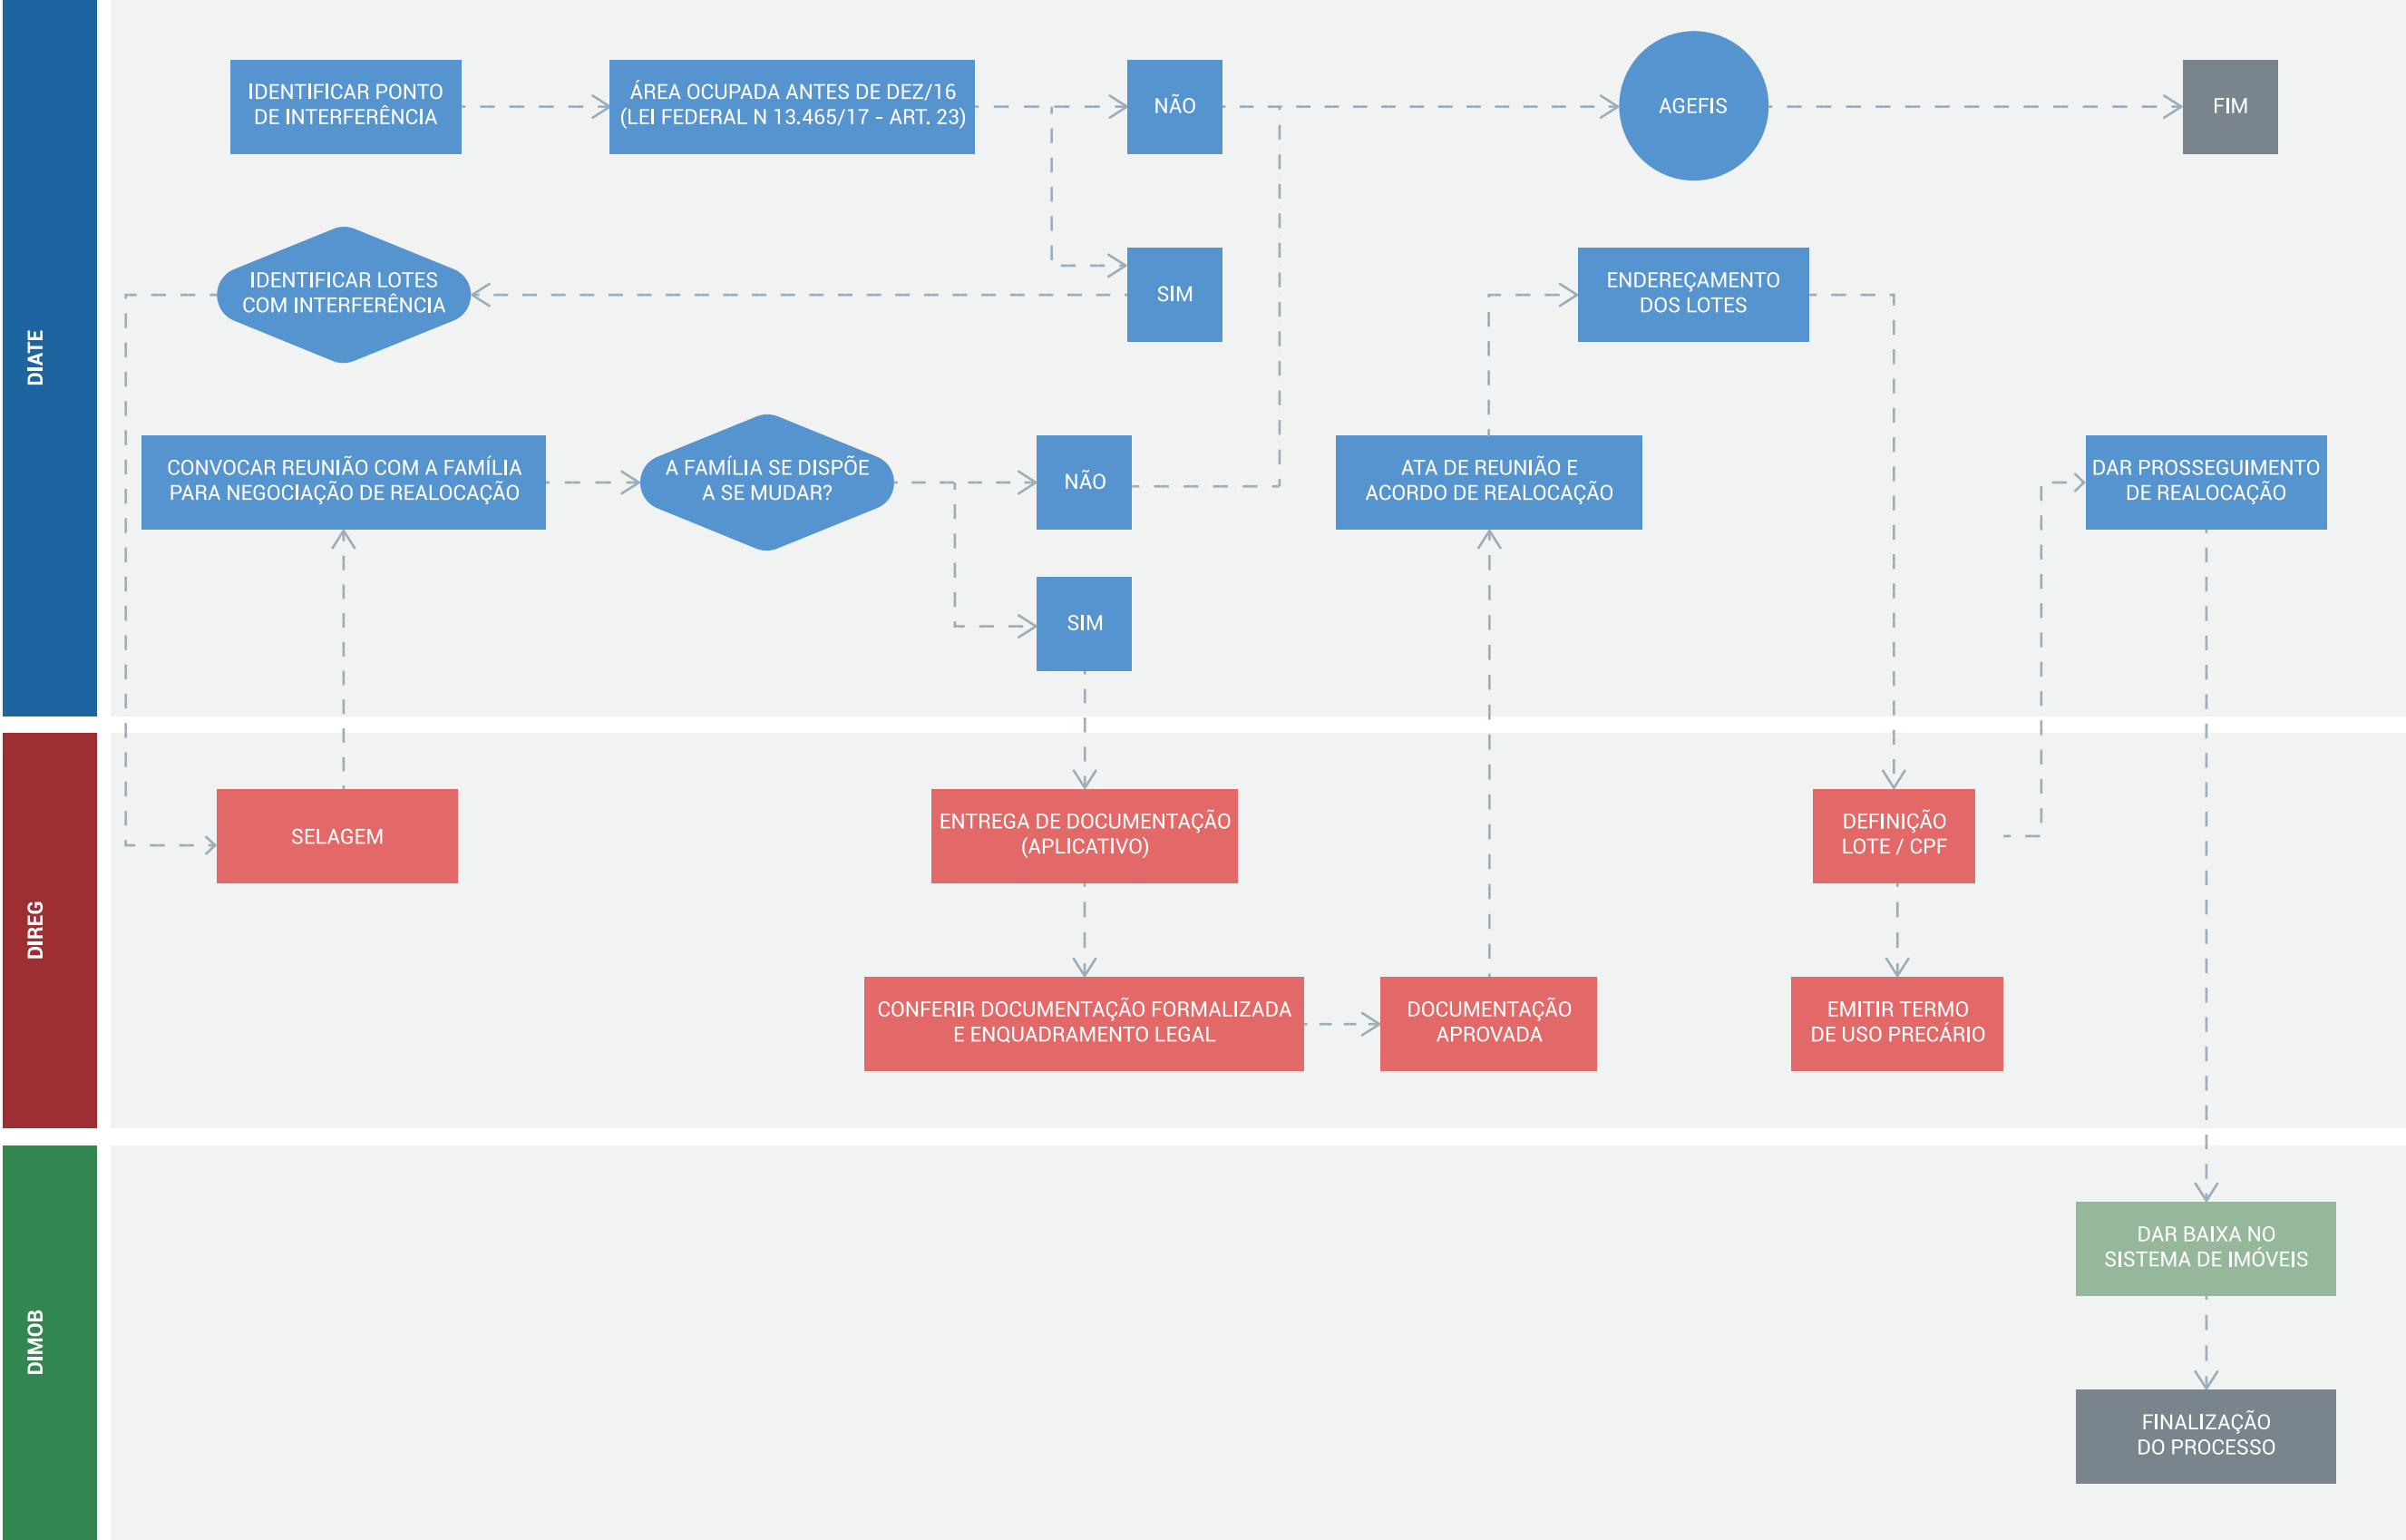 DIATE
IDENTIFICAR PONTO
DE INTERFERÊNCIA
ÁREA OCUPADA ANTES DE DEZ/16
(LEI FEDERAL N 13.465/17 - ART. 23)
NÃO
AGEFIS
FIM
IDENTIFICAR LOTES
COM INTERFERÊNCIA
SIM
ENDEREÇAMENTO
DOS LOTES
CONVOCAR REUNIÃO COM A FAMÍLIA
PARA NEGOCIAÇÃO DE REALOCAÇÃO
A FAMÍLIA SE DISPÕE
A SE MUDAR?
NÃO
ATA DE REUNIÃO E
ACORDO DE REALOCAÇÃO
DAR PROSSEGUIMENTO
DE REALOCAÇÃO
SIM
DIREG
SELAGEM
ENTREGA DE DOCUMENTAÇÃO
(APLICATIVO)
DEFINIÇÃO
LOTE / CPF
CONFERIR DOCUMENTAÇÃO FORMALIZADA
E ENQUADRAMENTO LEGAL
DOCUMENTAÇÃO
APROVADA
EMITIR TERMO
DE USO PRECÁRIO
DIMOB
DAR BAIXA NO
SISTEMA DE IMÓVEIS
FINALIZAÇÃO
DO PROCESSO